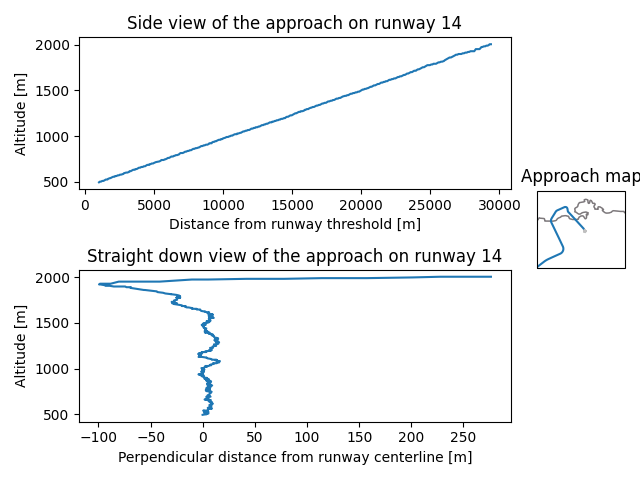 Side view of the approach on runway 14
2000
1500
1000
500
Altitude [m]
0 5000 10000 15000 20000 25000 30000
Distance from runway threshold [m]
Approach map
Straight down view of the approach on runway 14
2000
1500
1000
500
Altitude [m]
−100 −50 0 50 100 150 200 250
Perpendicular distance from runway centerline [m]